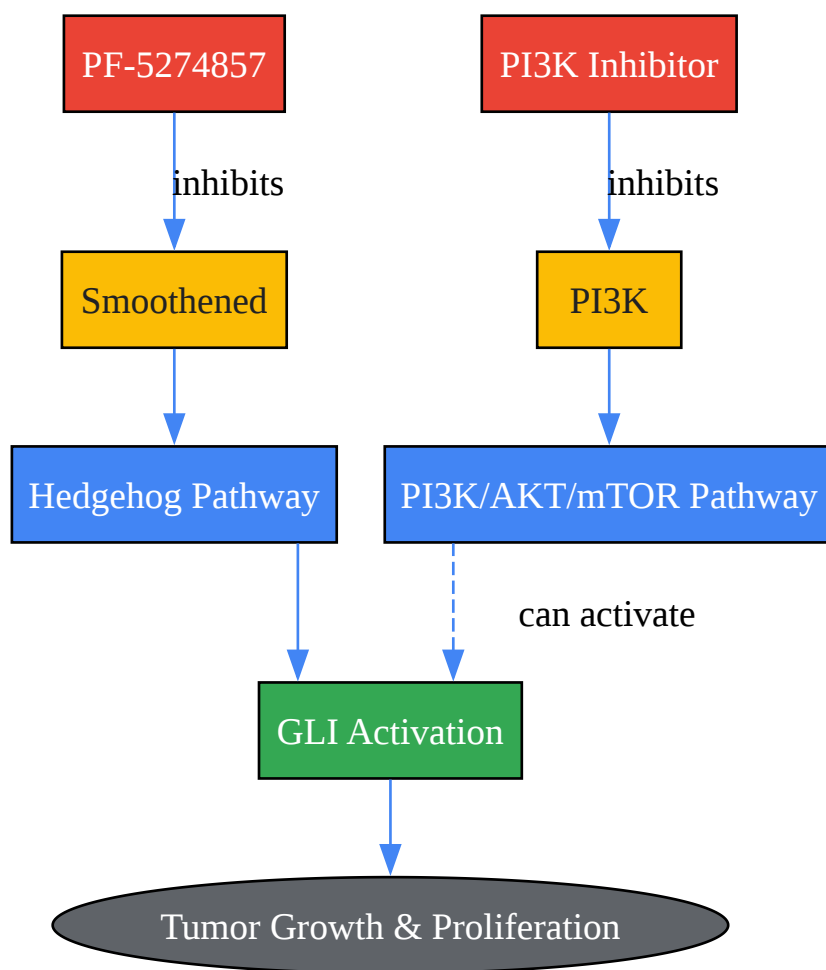 PF-5274857
PI3K Inhibitor
inhibits
inhibits
Smoothened
PI3K
Hedgehog Pathway
PI3K/AKT/mTOR Pathway
can activate
GLI Activation
Tumor Growth & Proliferation